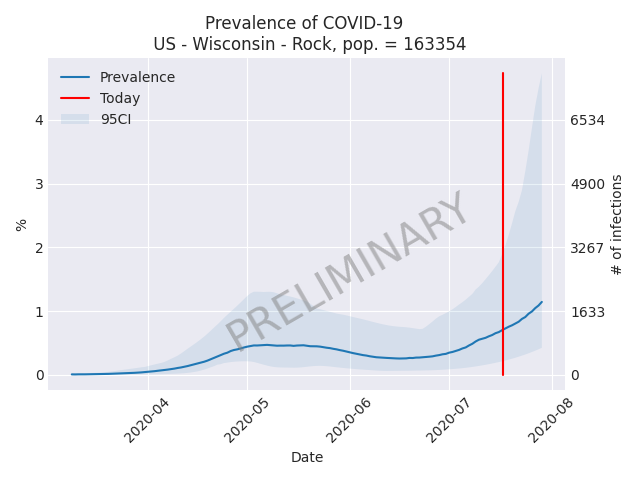 Prevalence of COVID-19
US - Wisconsin - Rock, pop. = 163354
Prevalence
Today
95CI
4
3
2
1
0
%
6534
4900
3267
1633
0
# of infections
PRELIMINARY
2020-04
2020-05
2020-06
2020-07
2020-08
Date